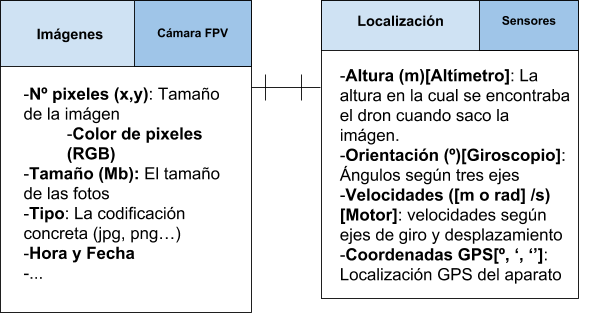 Imágenes
Cámara FPV
-Nº pixeles (x,y): Tamaño
de la imágen
-Color de pixeles
(RGB)
-Tamaño (Mb): El tamaño
de las fotos
-Tipo: La codificación
concreta (jpg, png…)
-Hora y Fecha
-...
Localización
Sensores
-Altura (m)[Altímetro]: La
altura en la cual se encontraba
el dron cuando saco la
imágen.
-Orientación (º)[Giroscopio]:
Ángulos según tres ejes
-Velocidades ([m o rad] /s)
[Motor]: velocidades según
ejes de giro y desplazamiento
-Coordenadas GPS[º, ‘, ‘’]:
Localización GPS del aparato